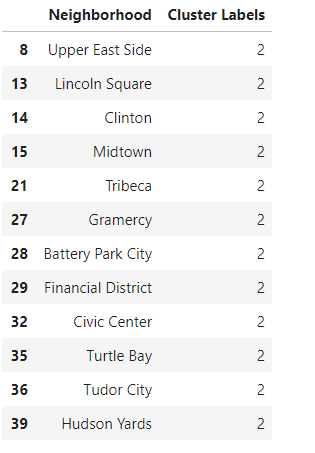 Neighborhood Cluster Labels
8 Upper East Side 2
13 Lincoln Square 2
14 Clinton 2
15 Midtown 2
21 Tribeca 2
27 Gramercy 2
28 Battery Park City 2
29 Financial District 2
32 Civic Center 2
35 Turtle Bay 2
36 Tudor City 2
39 Hudson Yards 2